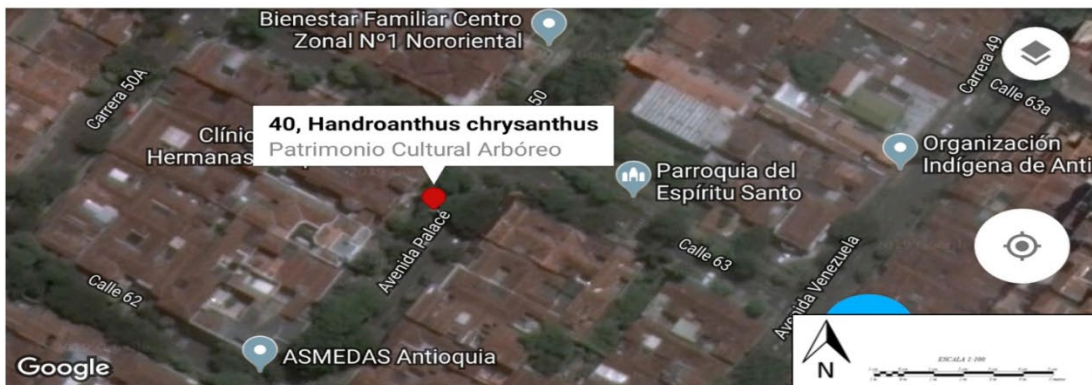 Bienestar Familiar Centro
Zonal Nº1 Nororiental
Carrera 50A
50
Carrera 49
Calle 63a
40, Handroanthus chrysanthus
Patrimonio Cultural Arbóreo
Clínic
Hermanas
Organización
Indígena de Anti
Parroquia del
Espíritu Santo
Avenida Palace
Calle 63
Calle 62
Avenida Venezuela
ASMEDAS Antioquia
Google
N
ESCALA 1-100